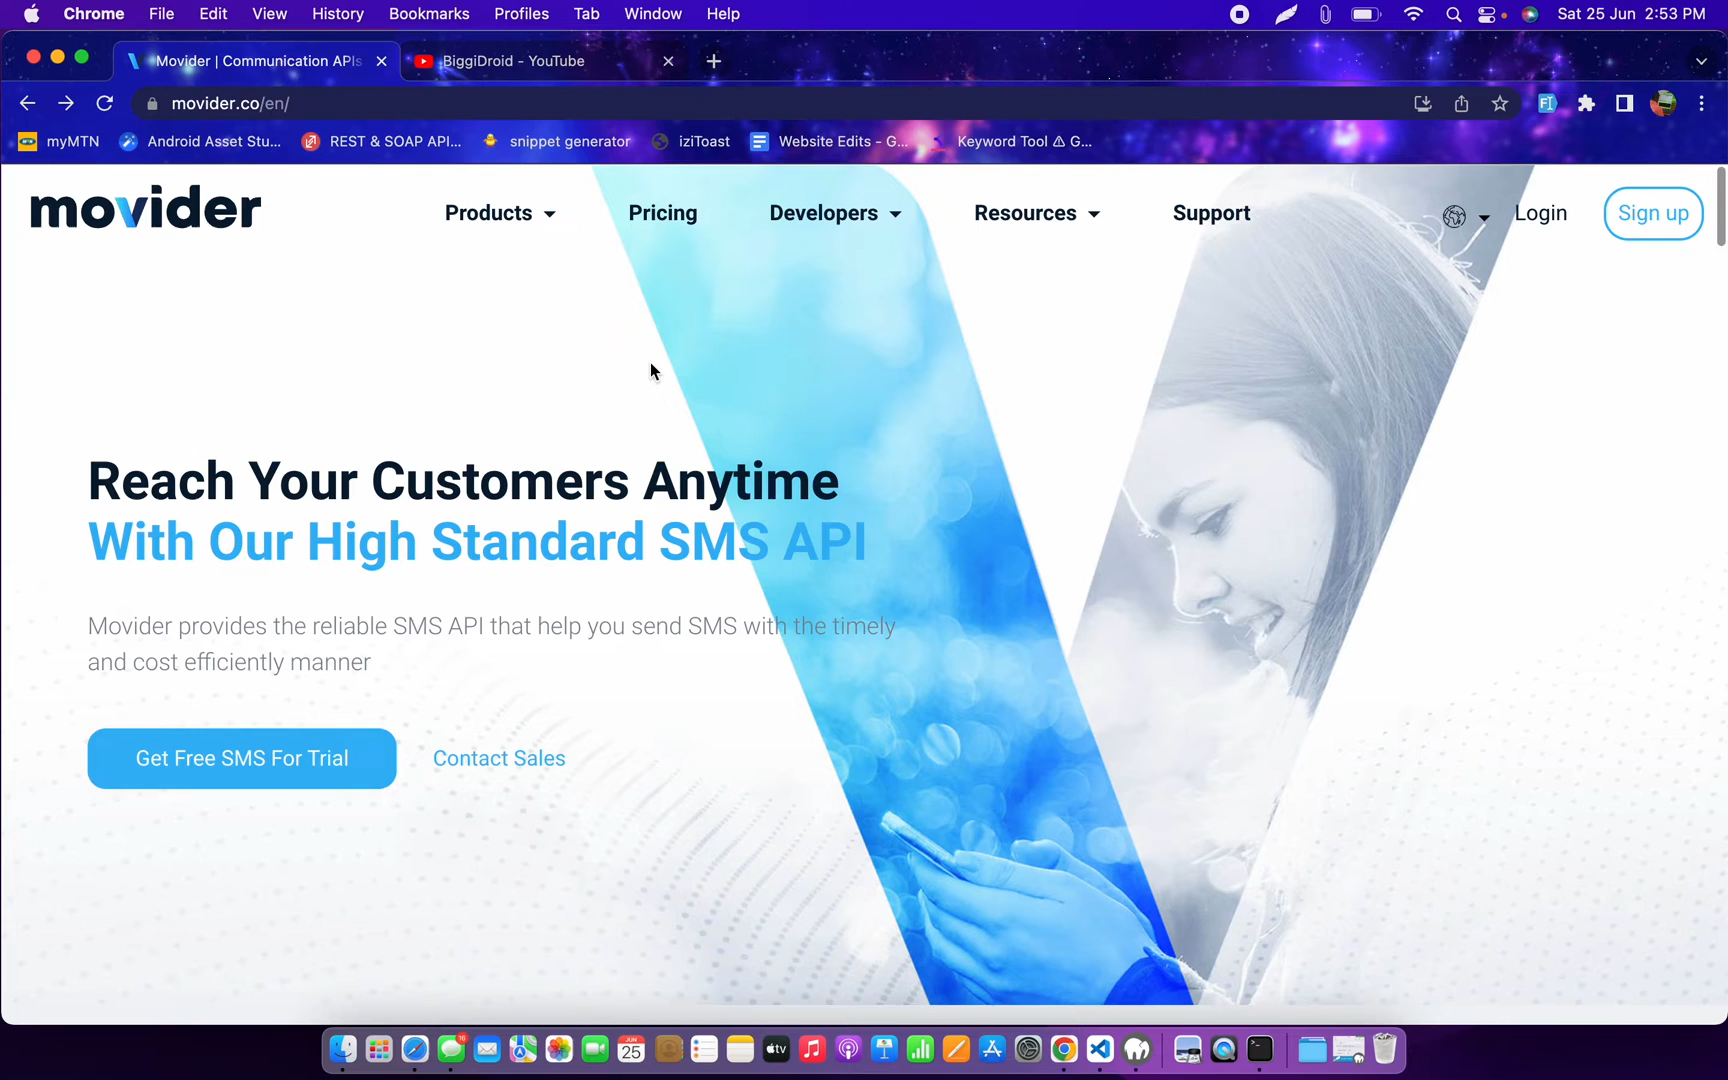 Chrome File Edit View History Bookmarks Profiles Tab Window Help Sat 25 Jun 2:53 PM
Movider | Communication APIs BiggiDroid - YouTube
movider.co/en/
myMTN Android Asset Stu... REST & SOAP API... snippet generator iziToast Website Edits - G... Keyword Tool ⚠ G...
movider Products Pricing Developers Resources Support Login Sign up
Reach Your Customers Anytime
With Our High Standard SMS API
Movider provides the reliable SMS API that help you send SMS with the timely
and cost efficiently manner
Get Free SMS For Trial Contact Sales
JUN
25
tv